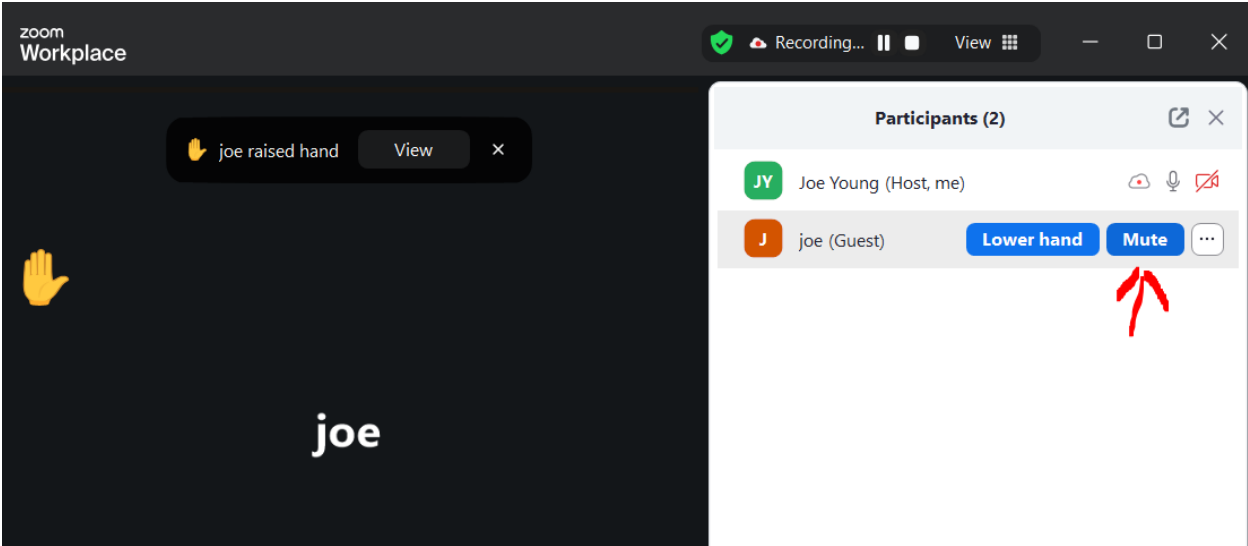 zoom
Workplace
Recording... View
joe raised hand View
Participants (2)
JY Joe Young (Host, me)
J joe (Guest) Lower hand Mute ...
joe